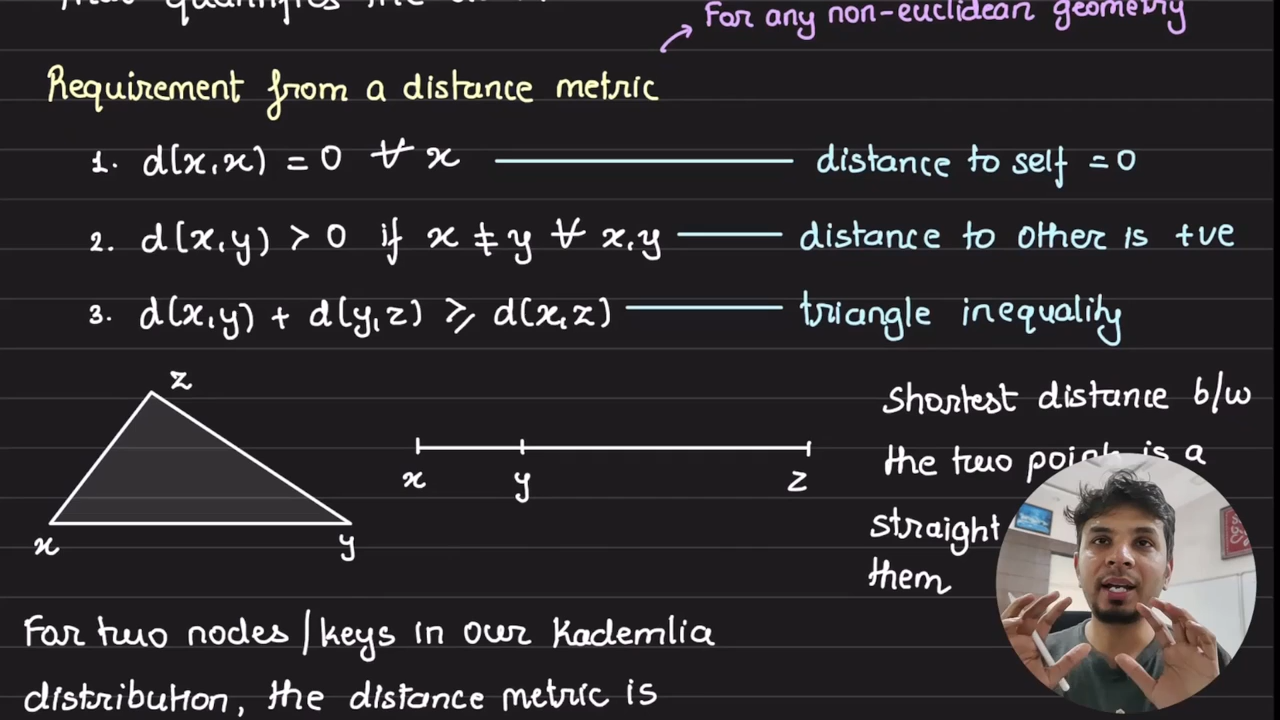 For any non-euclidean geometry
Requirement from a distance metric
1. d(x,x) = 0 ∀ x
distance to self = 0
2. d(x,y) > 0 if x ≠ y ∀ x,y
distance to other is +ve
3. d(x,y) + d(y,z) ⩾ d(x,z)
triangle inequality
z
x
y
x
y
z
Shortest distance b/w
the two point is a
straight
them
For two nodes/keys in our Kademlia
distribution, the distance metric is